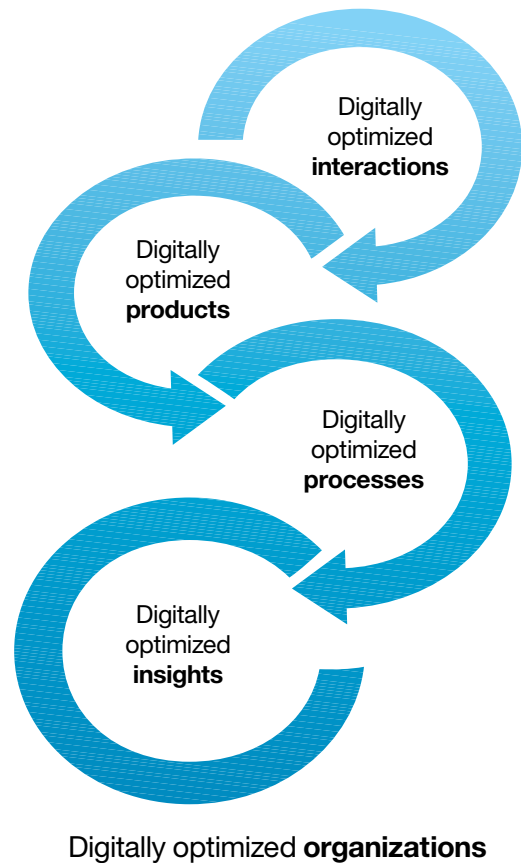 Digitally
optimized
interactions
Digitally
optimized
products
Digitally
optimized
processes
Digitally
optimized
insights
Digitally optimized organizations